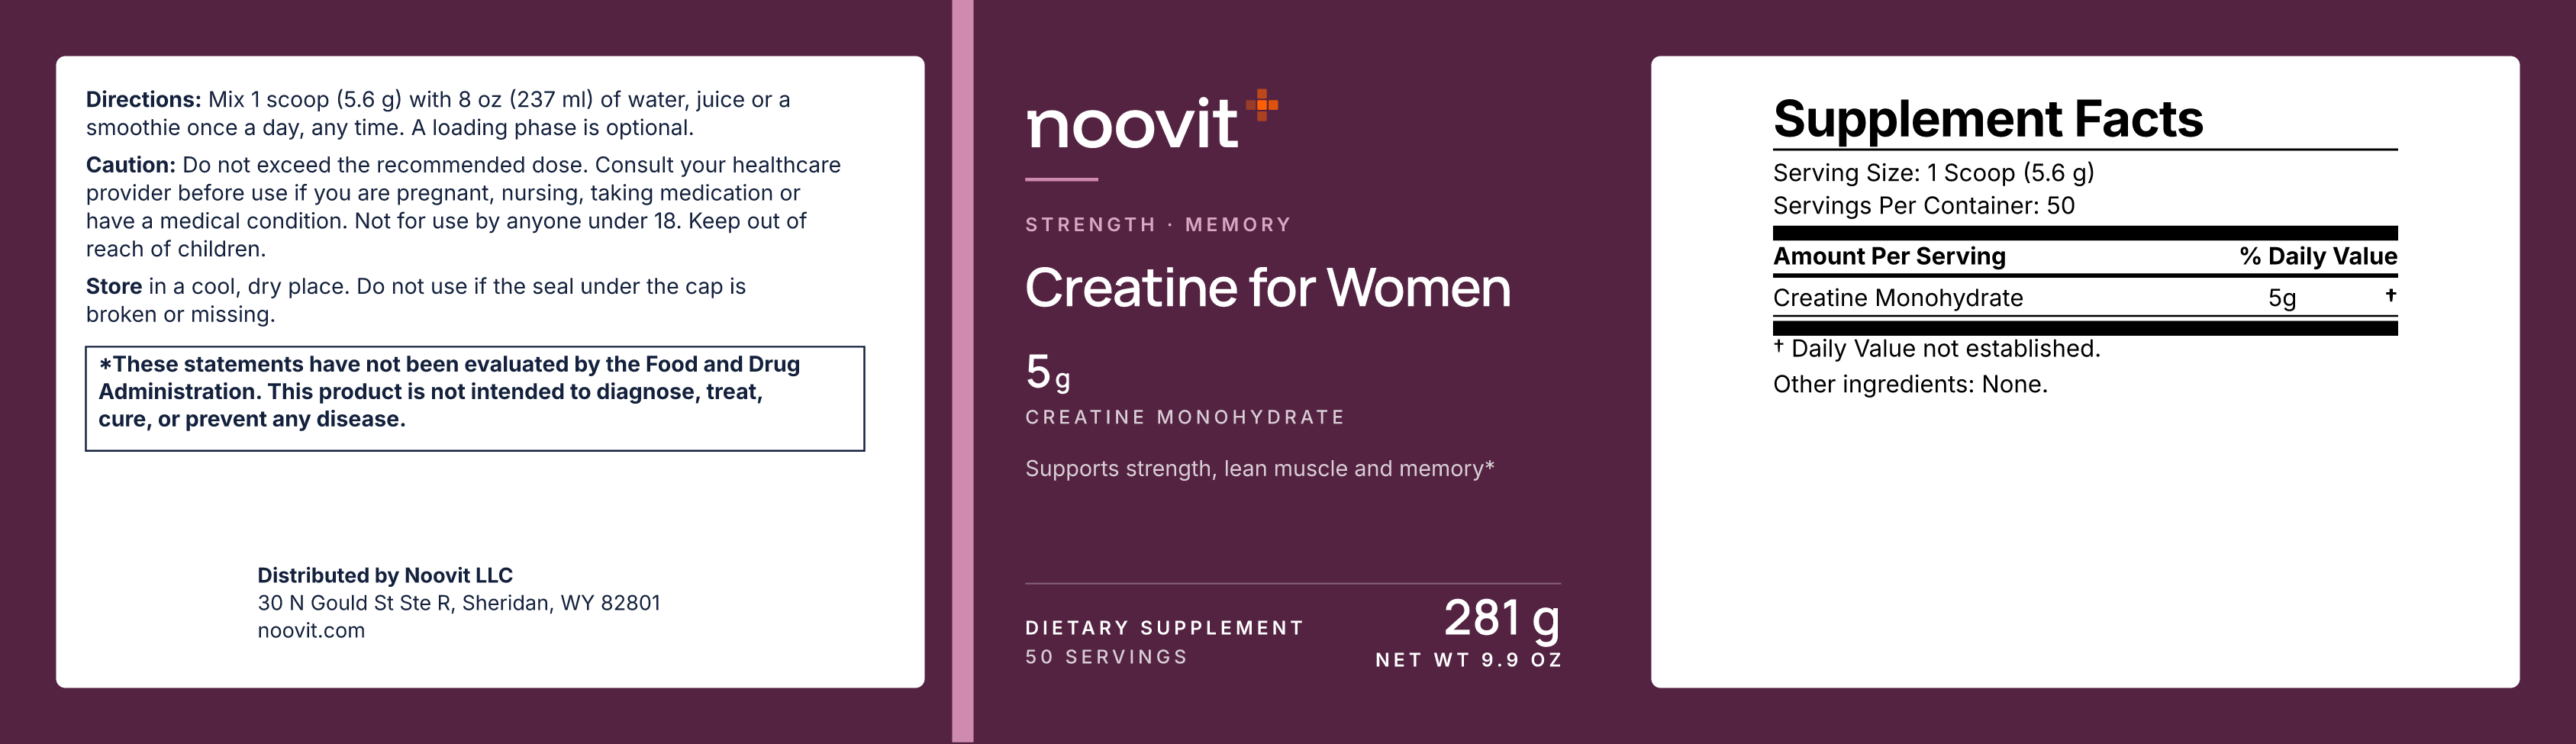 Directions: Mix 1 scoop (5.6 g) with 8 oz (237 ml) of water, juice or a
smoothie once a day, any time. A loading phase is optional.
Caution: Do not exceed the recommended dose. Consult your healthcare
provider before use if you are pregnant, nursing, taking medication or
have a medical condition. Not for use by anyone under 18. Keep out of
reach of children.
Store in a cool, dry place. Do not use if the seal under the cap is
broken or missing.
*These statements have not been evaluated by the Food and Drug
Administration. This product is not intended to diagnose, treat,
cure, or prevent any disease.
Distributed by Noovit LLC
30 N Gould St Ste R, Sheridan, WY 82801
noovit.com
noovit
STRENGTH · MEMORY
Creatine for Women
5 g
CREATINE MONOHYDRATE
Supports strength, lean muscle and memory*
DIETARY SUPPLEMENT
50 SERVINGS
281 g
NET WT 9.9 OZ
Supplement Facts
Serving Size: 1 Scoop (5.6 g)
Servings Per Container: 50
Amount Per Serving % Daily Value
Creatine Monohydrate 5g †
† Daily Value not established.
Other ingredients: None.